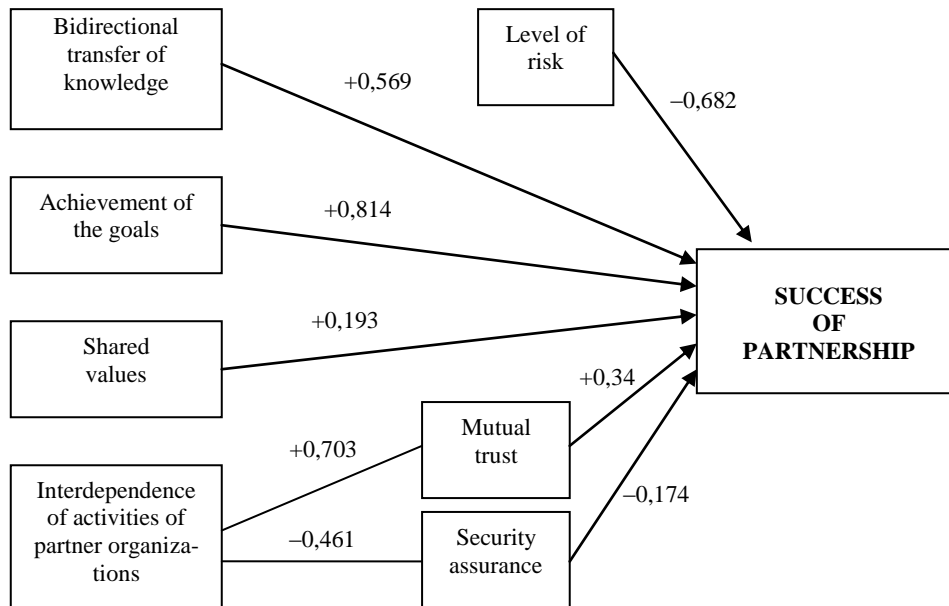 Bidirectional
transfer of
knowledge
+0,569
Level of
risk
−0,682
Achievement of
the goals
+0,814
SUCCESS
OF
PARTNERSHIP
Shared
values
+0,193
+0,34
Mutual
trust
+0,703
Interdependence
of activities of
partner organiza-
tions
−0,461
Security
assurance
−0,174